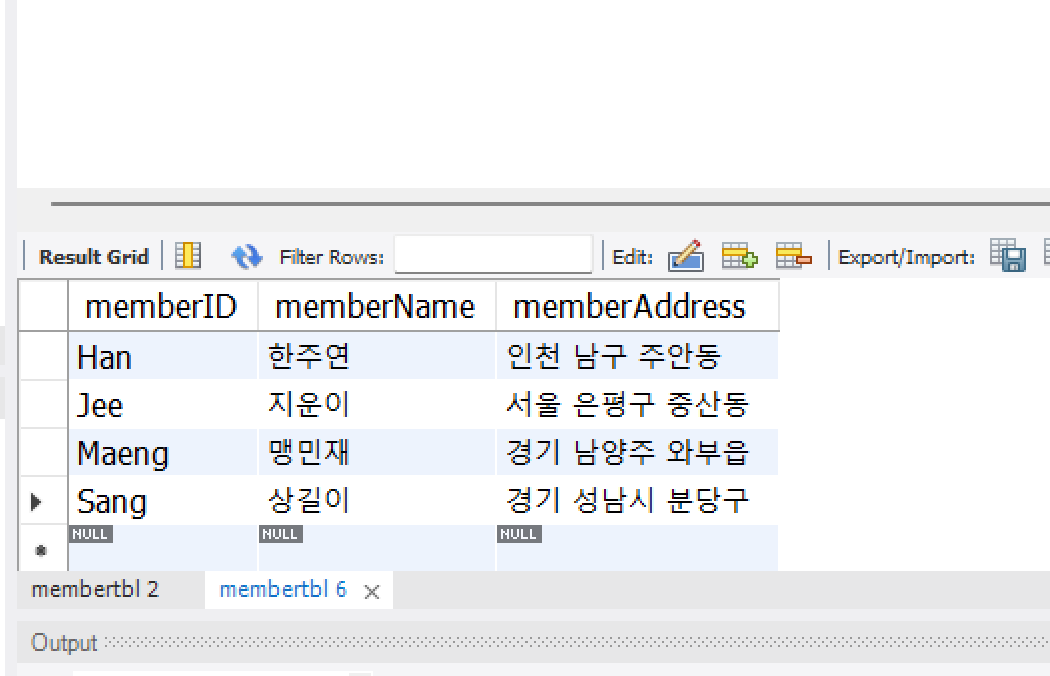 Result Grid Filter Rows: Edit: Export/Import:
memberID memberName memberAddress
Han 한주연 인천 남구 주안동
Jee 지운이 서울 은평구 증산동
Maeng 맹민재 경기 남양주 와부읍
Sang 상길이 경기 성남시 분당구
NULL NULL NULL
membertbl 2 membertbl 6
Output